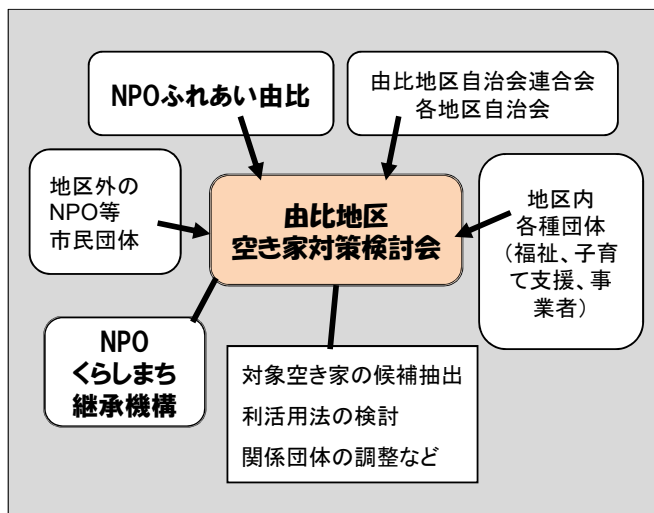 NPOふれあい由比
由比地区自治会連合会
各地区自治会
地区外の
NPO等
市民団体
由比地区
空き家対策検討会
地区内
各種団体
(福祉、子育
て支援、事
業者)
NPO
くらしまち
継承機構
対象空き家の候補抽出
利活用法の検討
関係団体の調整など